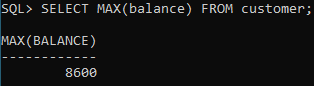 SQL> SELECT MAX(balance) FROM customer;
MAX(BALANCE)
------------
8600